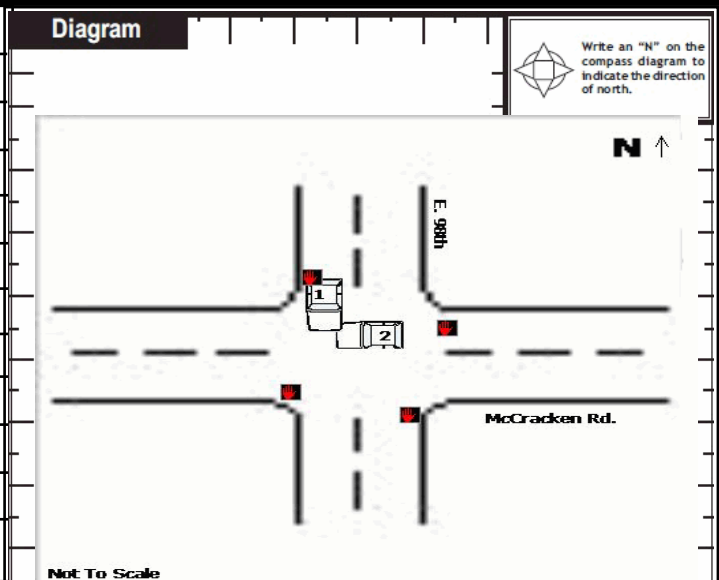 Diagram
Write an “N” on the
compass diagram to
indicate the direction
of north.
N
E. 98th
1
2
McCracken Rd.
Not To Scale